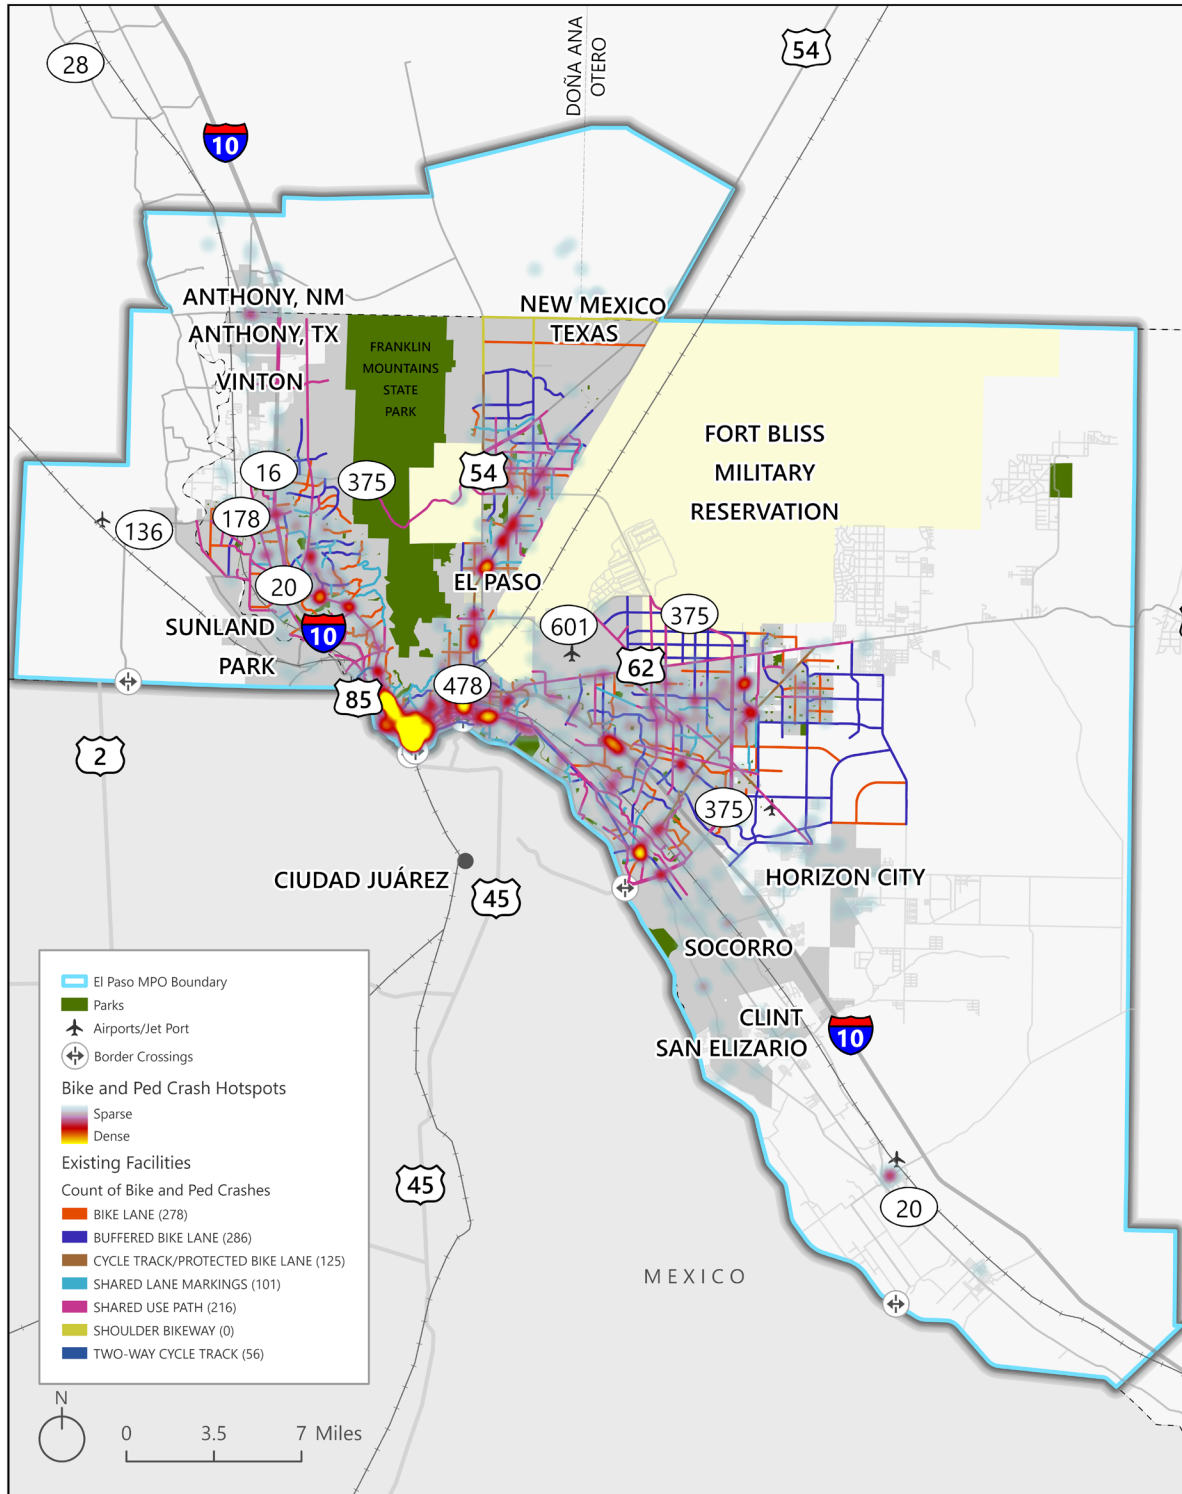 28
10
DOÑA ANA
OTERO
54
ANTHONY, NM
ANTHONY, TX
VINTON
NEW MEXICO
TEXAS
FRANKLIN
MOUNTAINS
STATE
PARK
FORT BLISS
MILITARY
RESERVATION
16
375
54
178
136
20
EL PASO
SUNLAND
PARK
10
601
375
62
85
478
2
375
CIUDAD JUÁREZ
45
HORIZON CITY
SOCORRO
CLINT
SAN ELIZARIO
10
45
20
MEXICO
El Paso MPO Boundary
Parks
Airports/Jet Port
Border Crossings
Bike and Ped Crash Hotspots
Sparse
Dense
Existing Facilities
Count of Bike and Ped Crashes
BIKE LANE (278)
BUFFERED BIKE LANE (286)
CYCLE TRACK/PROTECTED BIKE LANE (125)
SHARED LANE MARKINGS (101)
SHARED USE PATH (216)
SHOULDER BIKEWAY (0)
TWO-WAY CYCLE TRACK (56)
N
0 3.5 7 Miles